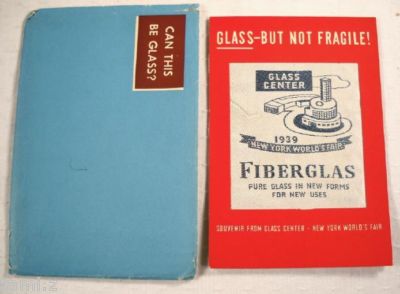 CAN THIS
BE GLASS?
GLASS-BUT NOT FRAGILE!
GLASS
CENTER
1939
NEW YORK WORLD'S FAIR
FIBERGLAS
PURE GLASS IN NEW FORMS
FOR NEW USES
SOUVENIR FROM GLASS CENTER - NEW YORK WORLD'S FAIR